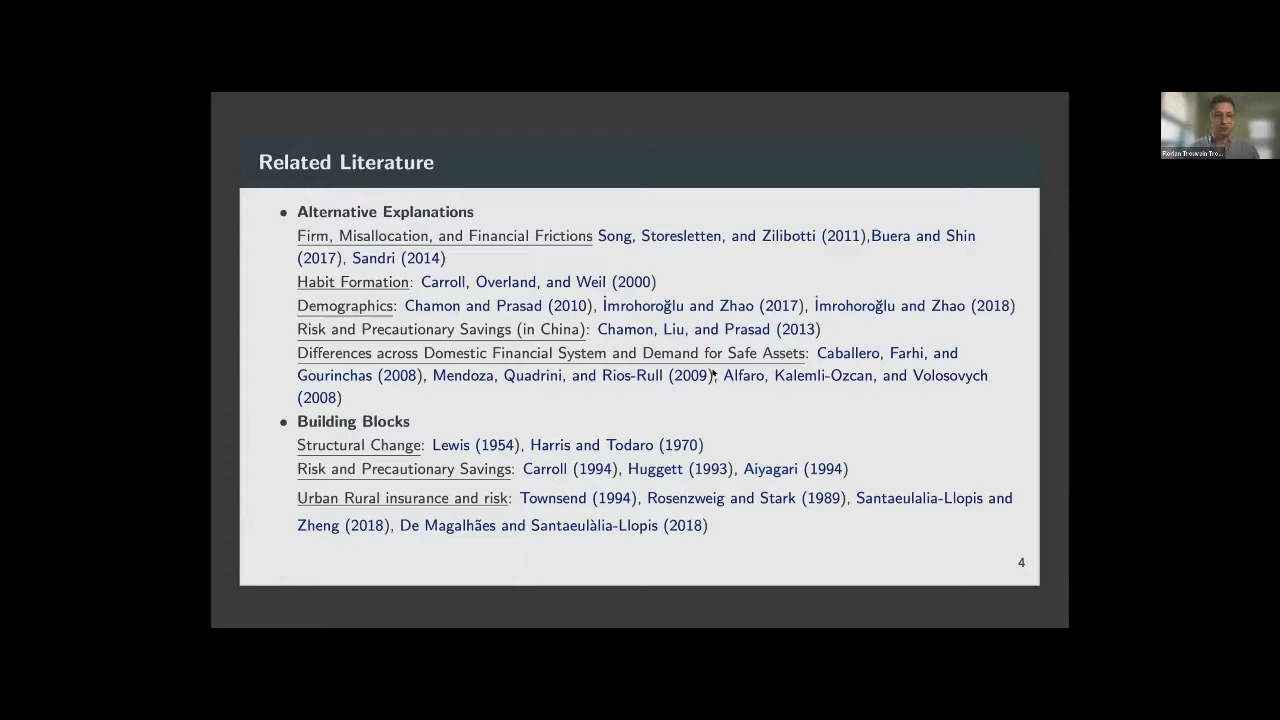 Related Literature
• Alternative Explanations
Firm, Misallocation, and Financial Frictions Song, Storesletten, and Zilibotti (2011),Buera and Shin
(2017), Sandri (2014)
Habit Formation: Carroll, Overland, and Weil (2000)
Demographics: Chamon and Prasad (2010), İmrohoroğlu and Zhao (2017), İmrohoroğlu and Zhao (2018)
Risk and Precautionary Savings (in China): Chamon, Liu, and Prasad (2013)
Differences across Domestic Financial System and Demand for Safe Assets: Caballero, Farhi, and
Gourinchas (2008), Mendoza, Quadrini, and Rios-Rull (2009), Alfaro, Kalemli-Ozcan, and Volosovych
(2008)
• Building Blocks
Structural Change: Lewis (1954), Harris and Todaro (1970)
Risk and Precautionary Savings: Carroll (1994), Huggett (1993), Aiyagari (1994)
Urban Rural insurance and risk: Townsend (1994), Rosenzweig and Stark (1989), Santaeulalia-Llopis and
Zheng (2018), De Magalhães and Santaeulàlia-Llopis (2018)
4
Florian Trouvain Tro...